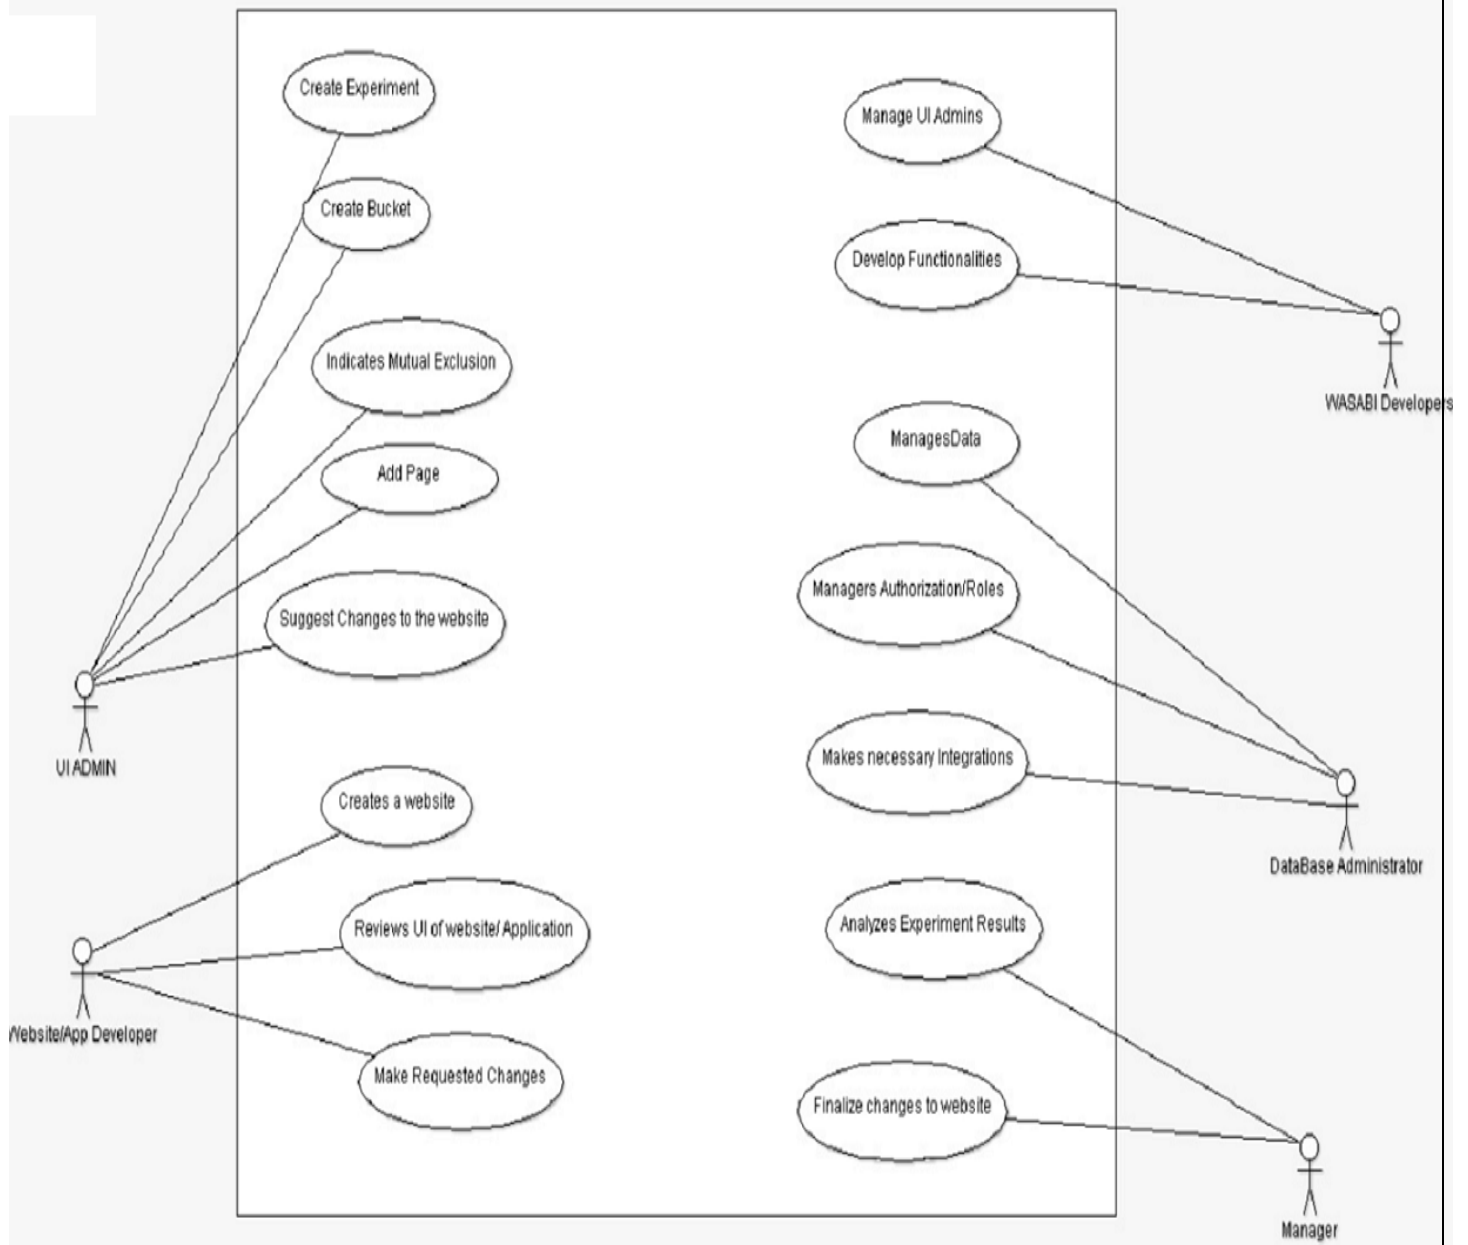 Create Experiment
Manage UI Admins
Create Bucket
Develop Functionalities
Indicates Mutual Exclusion
WASABI Developers
ManagesData
Add Page
Managers Authorization/Roles
Suggest Changes to the website
Makes necessary Integrations
UI ADMIN
Creates a website
DataBase Administrator
Analyzes Experiment Results
Reviews UI of website/ Application
Website/App Developer
Make Requested Changes
Finalize changes to website
Manager